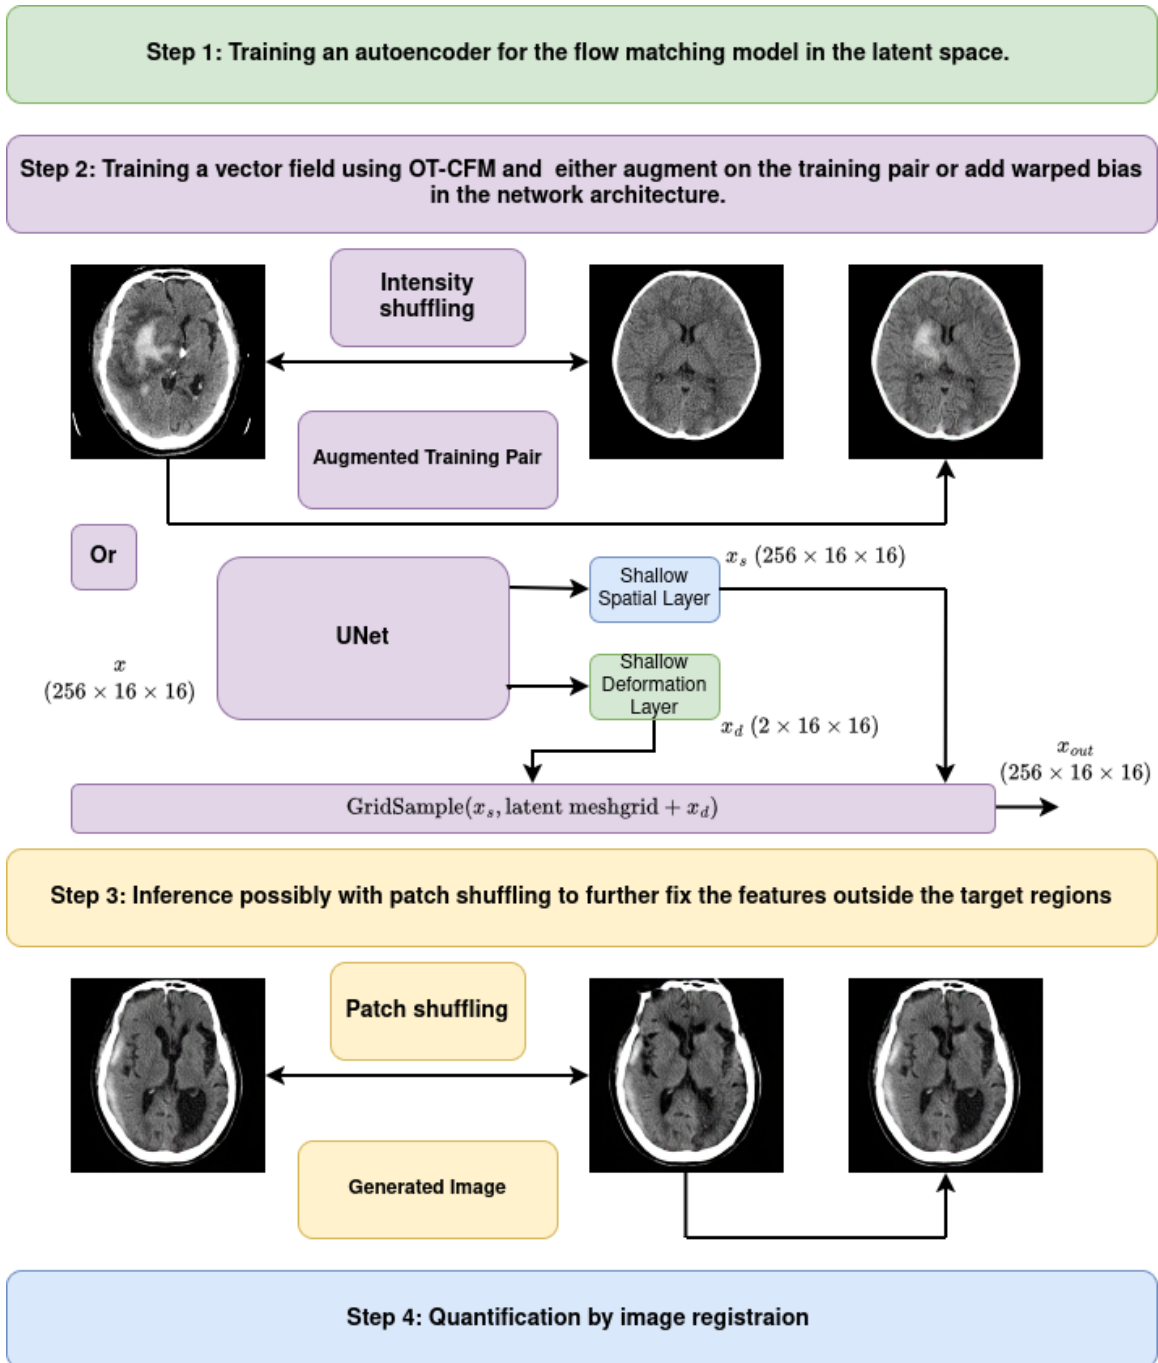 Step 1: Training an autoencoder for the flow matching model in the latent space.
Step 2: Training a vector field using OT-CFM and either augment on the training pair or add warped bias
in the network architecture.
Intensity
shuffling
Augmented Training Pair
Or
UNet
Shallow
Spatial Layer
x_s (256 × 16 × 16)
x
(256 × 16 × 16)
Shallow
Deformation
Layer
x_d (2 × 16 × 16)
x_{out}
(256 × 16 × 16)
GridSample(x_s, latent meshgrid + x_d)
Step 3: Inference possibly with patch shuffling to further fix the features outside the target regions
Patch shuffling
Generated Image
Step 4: Quantification by image registraion